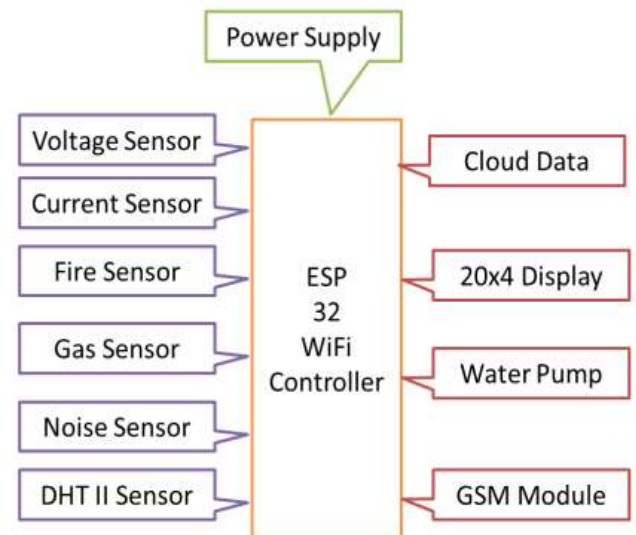 Power Supply
Voltage Sensor
Current Sensor
Fire Sensor
Gas Sensor
Noise Sensor
DHT II Sensor
ESP
32
WiFi
Controller
Cloud Data
20x4 Display
Water Pump
GSM Module